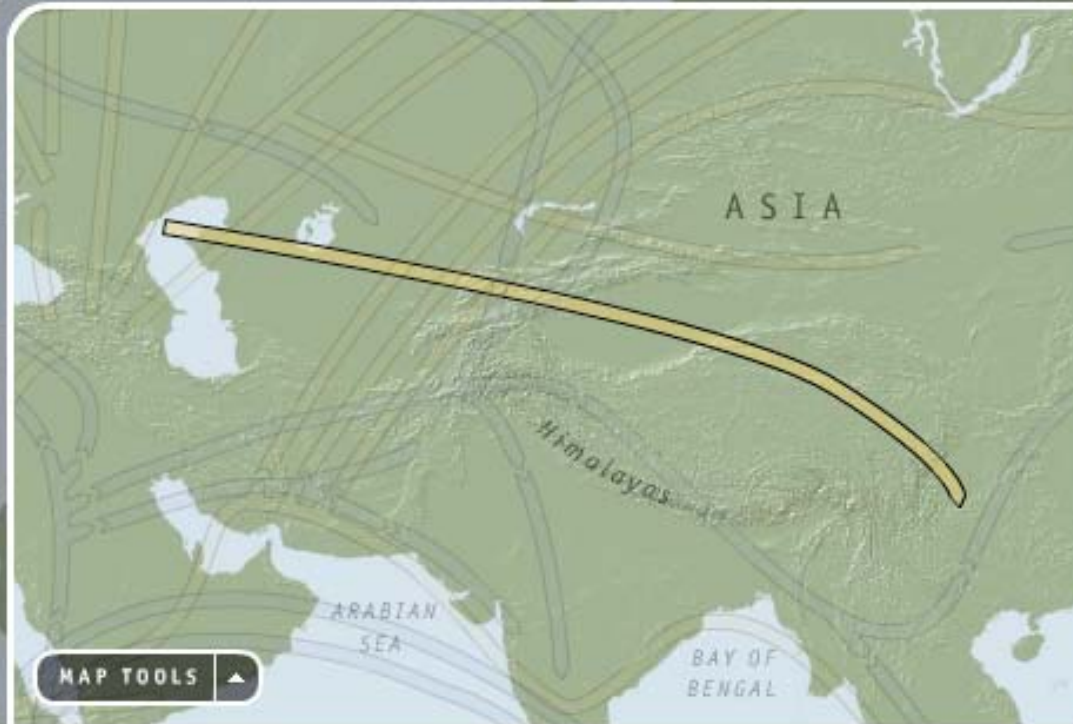 ASIA
Himalayas
ARABIAN
SEA
BAY OF
BENGAL
MAP TOOLS